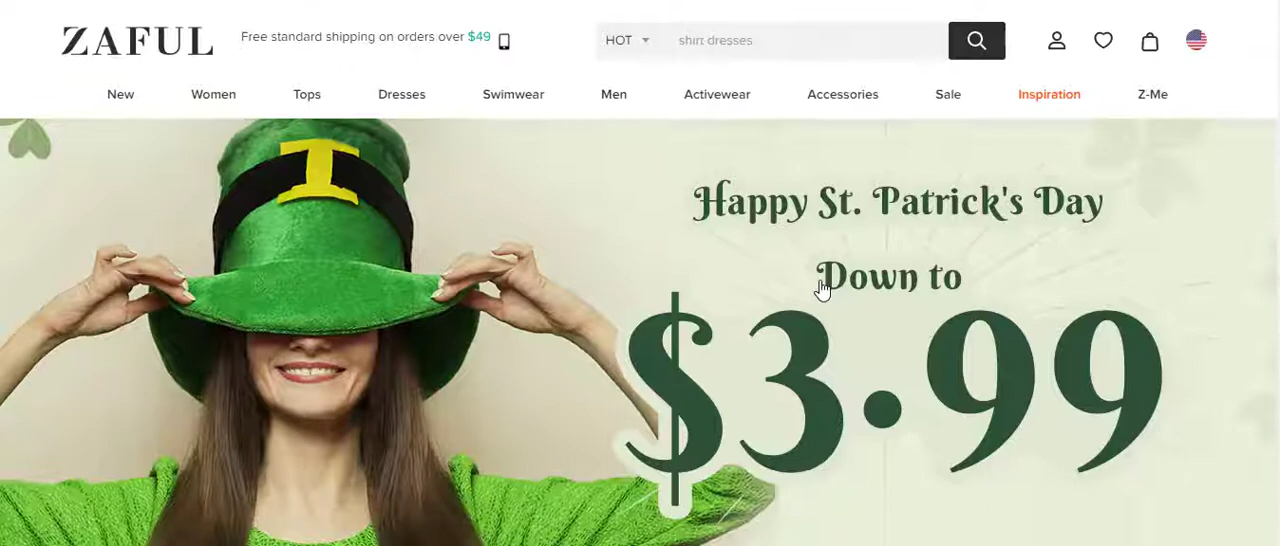 ZAFUL
Free standard shipping on orders over $49
HOT
shirt dresses
New Women Tops Dresses Swimwear Men Activewear Accessories Sale Inspiration Z-Me
Happy St. Patrick's Day
Down to
$3.99